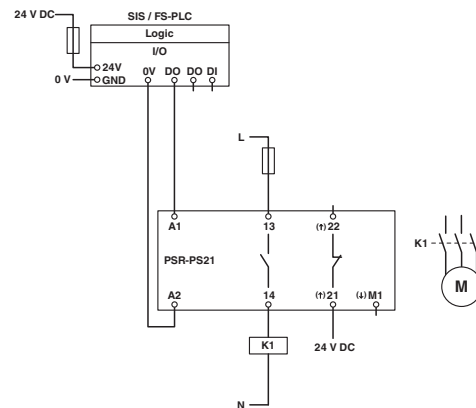 24 V DC
SIS / FS-PLC
Logic
I/O
24V
0V DO DO DI
0 V
GND
L
A1 13 (↑) 22
K1
PSR-PS21
M
A2 14 (↑) 21 (↓) M1
K1
24 V DC
N